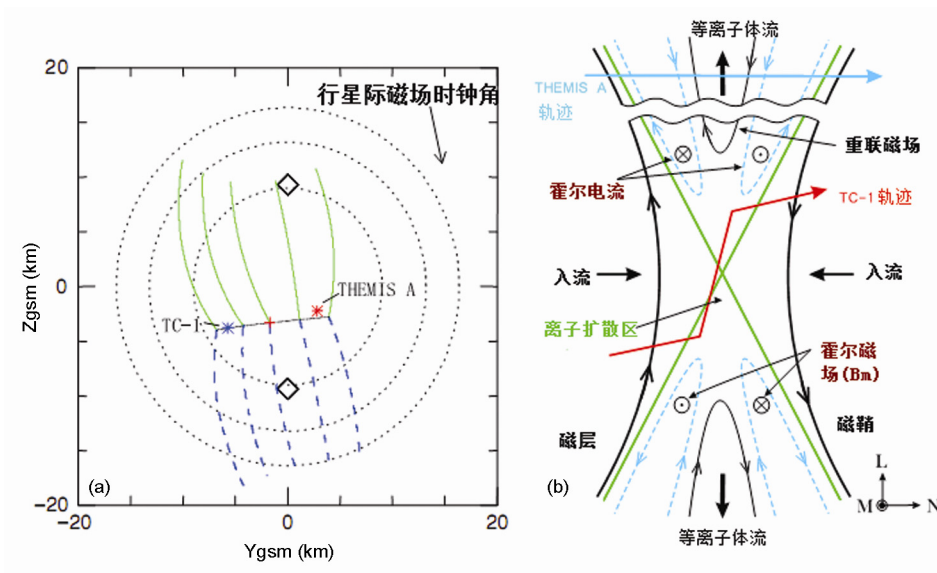 20
10
0
-10
-20
-20
0
20
Zgsm (km)
Ygsm (km)
行星际磁场时钟角
THEMIS A
TC-1
(a)
等离子体流
THEMIS A
轨迹
重联磁场
霍尔电流
TC-1 轨迹
入流
入流
离子扩散区
霍尔磁
场(Bm)
磁层
磁鞘
等离子体流
(b)
L
M
N